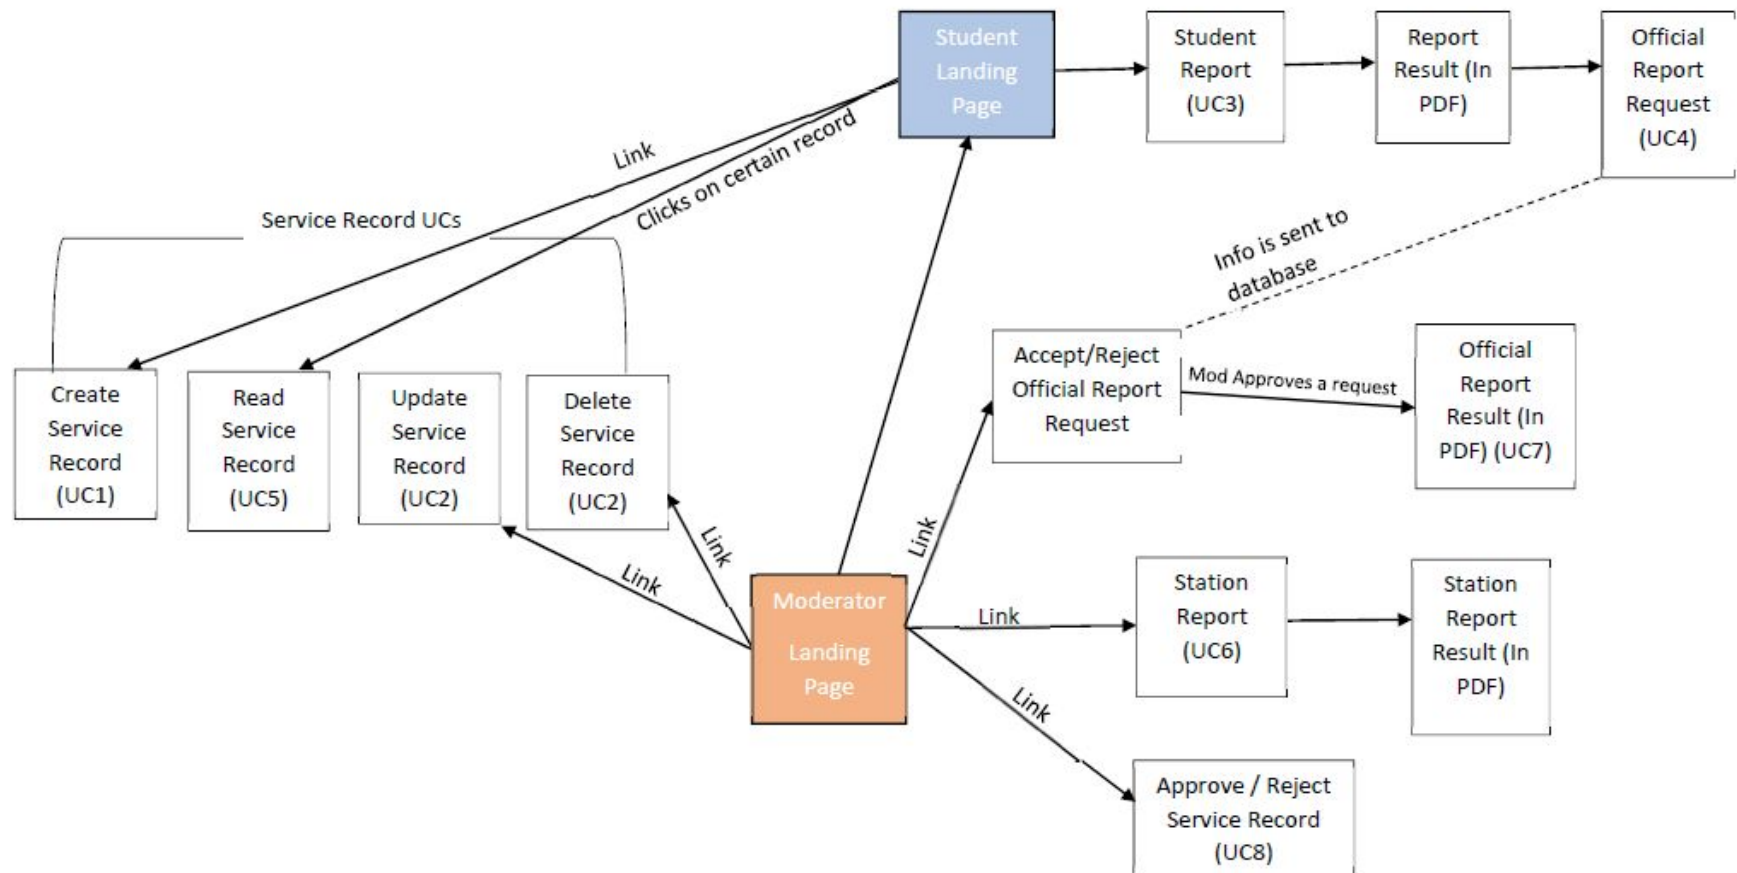 Student
Landing
Page
Student
Report
(UC3)
Report
Result (In
PDF)
Official
Report
Request
(UC4)
Link
Clicks on certain record
Service Record UCs
Info is sent to
database
Create
Service
Record
(UC1)
Read
Service
Record
(UC5)
Update
Service
Record
(UC2)
Delete
Service
Record
(UC2)
Accept/Reject
Official Report
Request
Mod Approves a request
Official
Report
Result (In
PDF) (UC7)
Link
Link
Link
Moderator
Landing
Page
Link
Station
Report
(UC6)
Station
Report
Result (In
PDF)
Link
Approve / Reject
Service Record
(UC8)